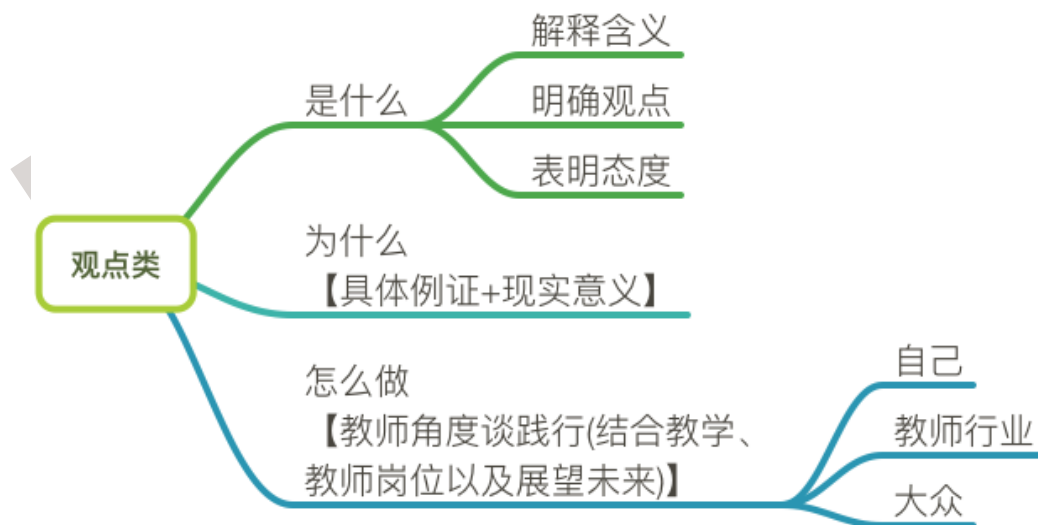 解释含义
是什么
明确观点
表明态度
观点类
为什么
【具体例证+现实意义】
怎么做
【教师角度谈践行(结合教学、
教师岗位以及展望未来)】
自己
教师行业
大众